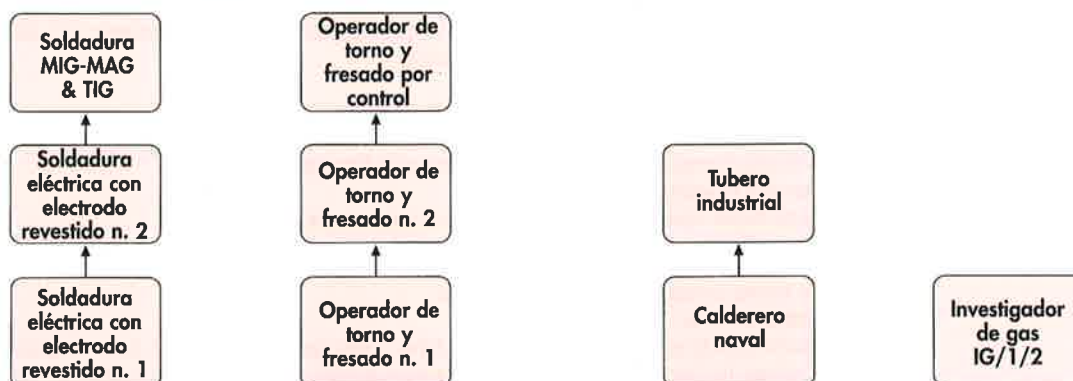 Soldadura
MIG-MAG
& TIG
Operador de
torno y
fresado por
control
Soldadura
eléctrica con
electrodo
revestido n. 2
Operador de
torno y
fresado n. 2
Tubero
industrial
Soldadura
eléctrica con
electrodo
revestido n. 1
Operador de
torno y
fresado n. 1
Calderero
naval
Investigador
de gas
IG/1/2